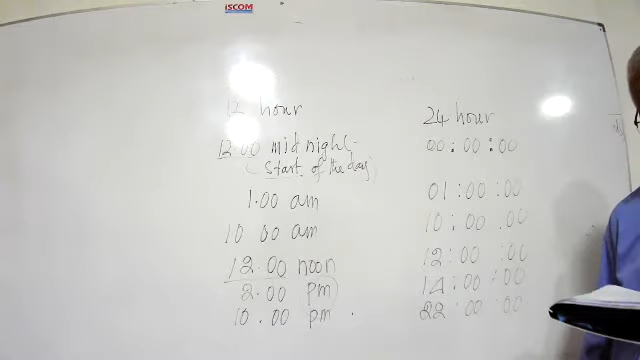 iSCOM
12 hour
24 hour
12.00 midnight
00:00:00
(Start of the day)
1.00 am
01:00:00
10 00 am
10:00:00
12.00 noon
12:00:00
2.00 pm
14:00:00
10.00 pm.
22:00:00